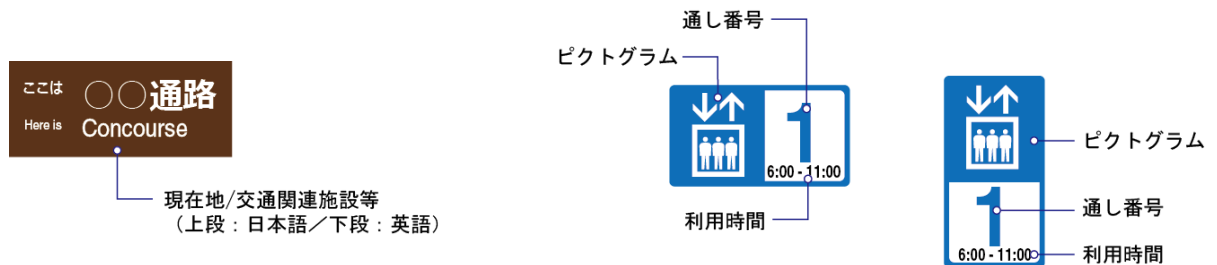 ここは ○○通路
Here is Concourse
現在地/交通関連施設等
（上段：日本語／下段：英語）
通し番号
ピクトグラム
1
6:00 - 11:00
利用時間
ピクトグラム
1
通し番号
6:00 - 11:00
利用時間